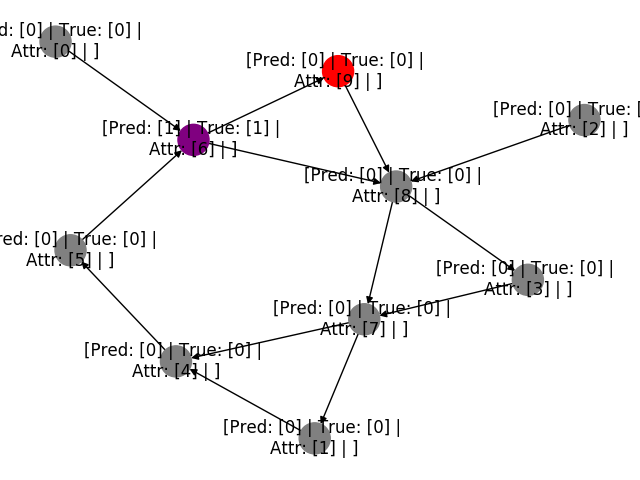 d: [0] | True: [0] |
Attr: [0] | ]
[Pred: [0] | True: [0] |
Attr: [9] | ]
[Pred: [0] | True: [
Attr: [2] | ]
[Pred: [1] | True: [1] |
Attr: [6] | ]
[Pred: [0] | True: [0] |
Attr: [8] | ]
red: [0] | True: [0] |
Attr: [5] | ]
[Pred: [0] | True: [0] |
Attr: [3] | ]
[Pred: [0] | True: [0] |
Attr: [7] | ]
[Pred: [0] | True: [0] |
Attr: [4] | ]
[Pred: [0] | True: [0] |
Attr: [1] | ]